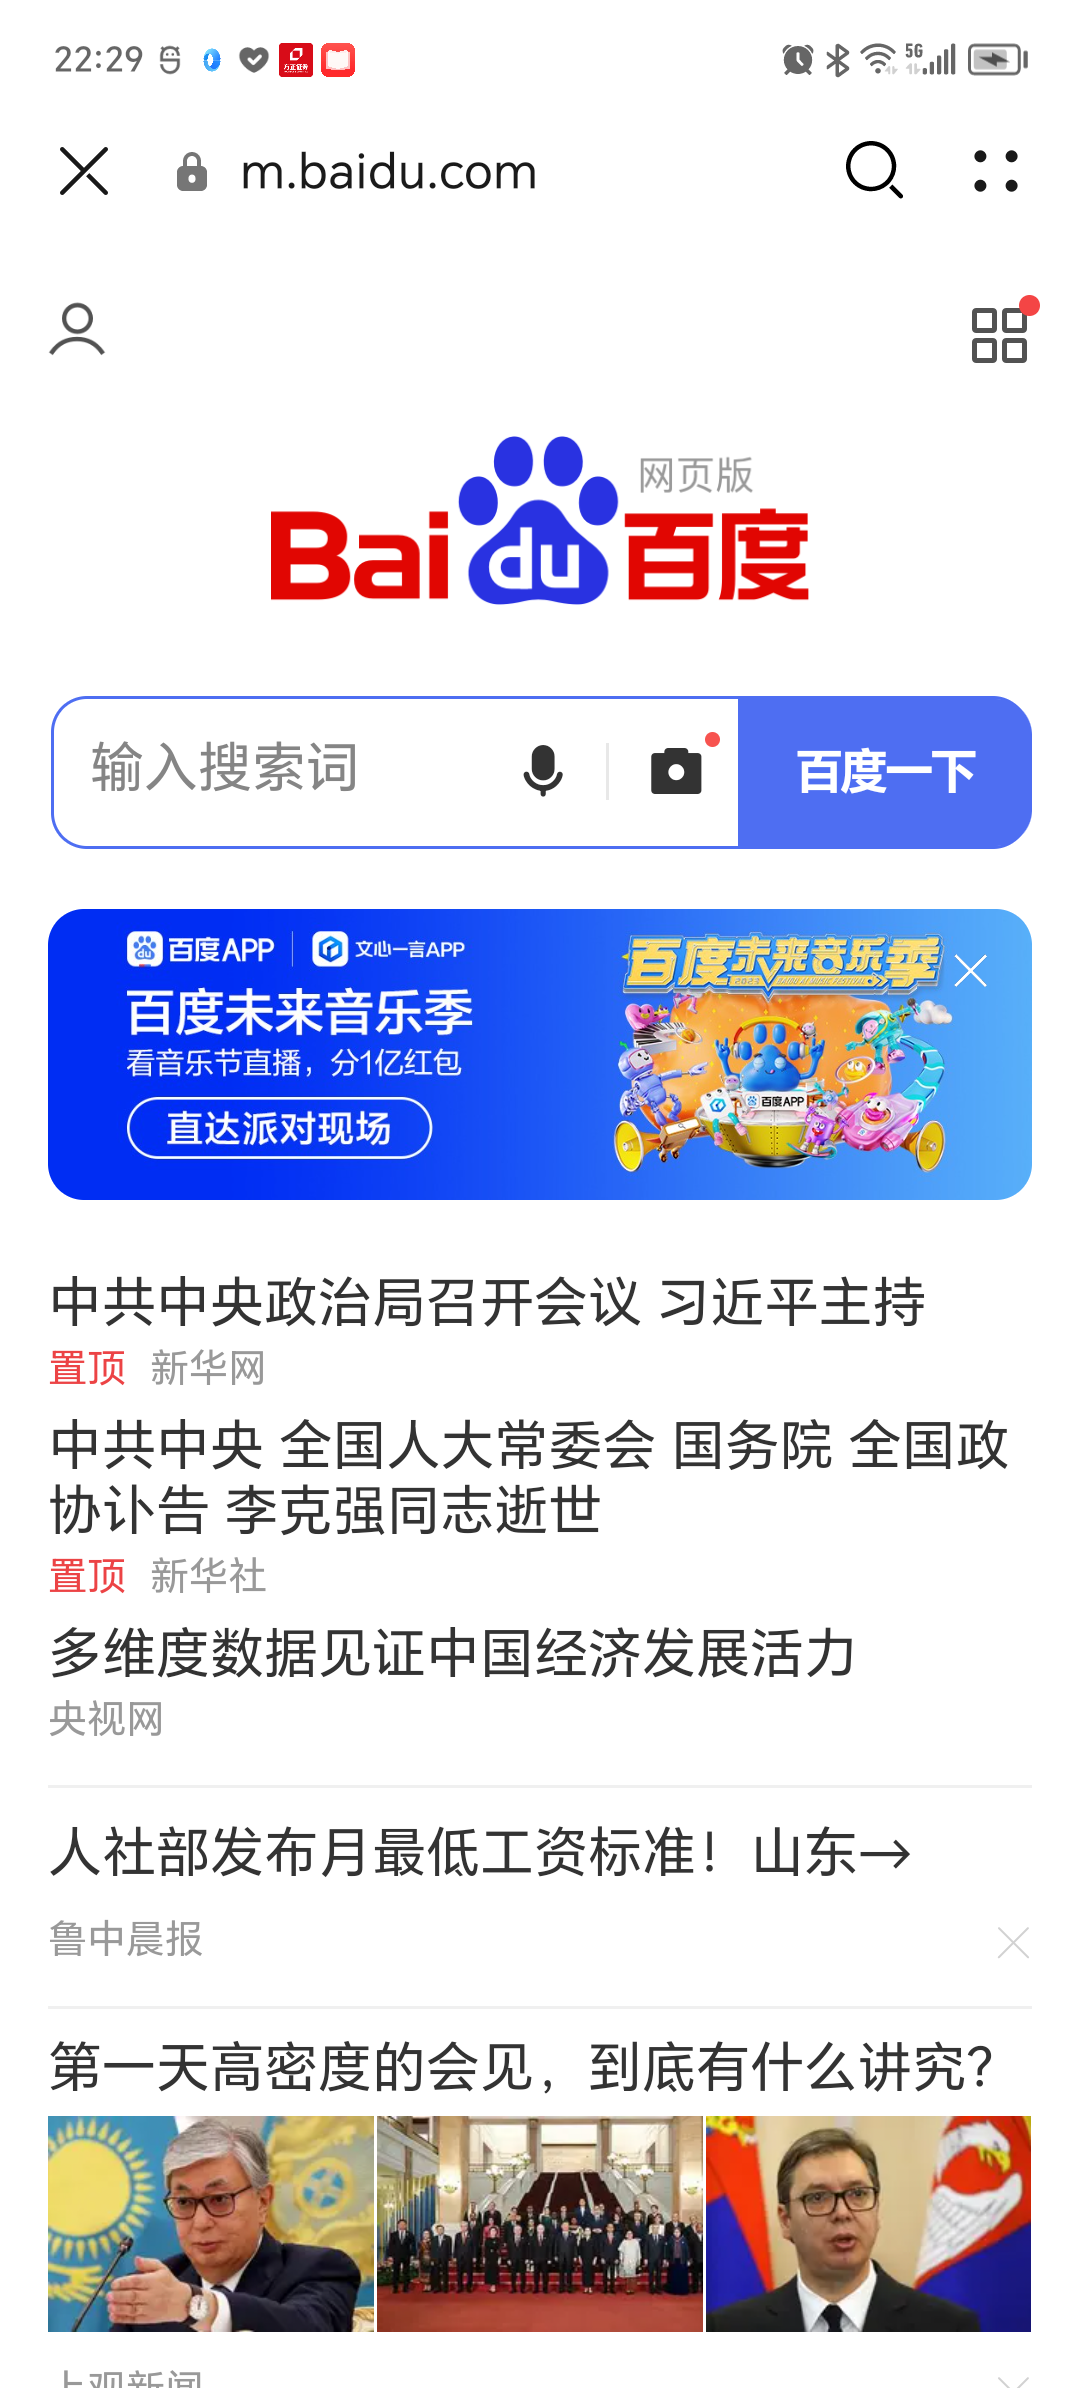 22:29
方正证券
5G
m.baidu.com
网页版
Bai du 百度
输入搜索词
百度一下
百度APP 文心一言APP
百度未来音乐季
百度未来音乐季
看音乐节直播，分1亿红包
百度APP
直达派对现场
中共中央政治局召开会议 习近平主持
置顶 新华网
中共中央 全国人大常委会 国务院 全国政
协讣告 李克强同志逝世
置顶 新华社
多维度数据见证中国经济发展活力
央视网
人社部发布月最低工资标准！山东→
鲁中晨报
第一天高密度的会见，到底有什么讲究？
上观新闻